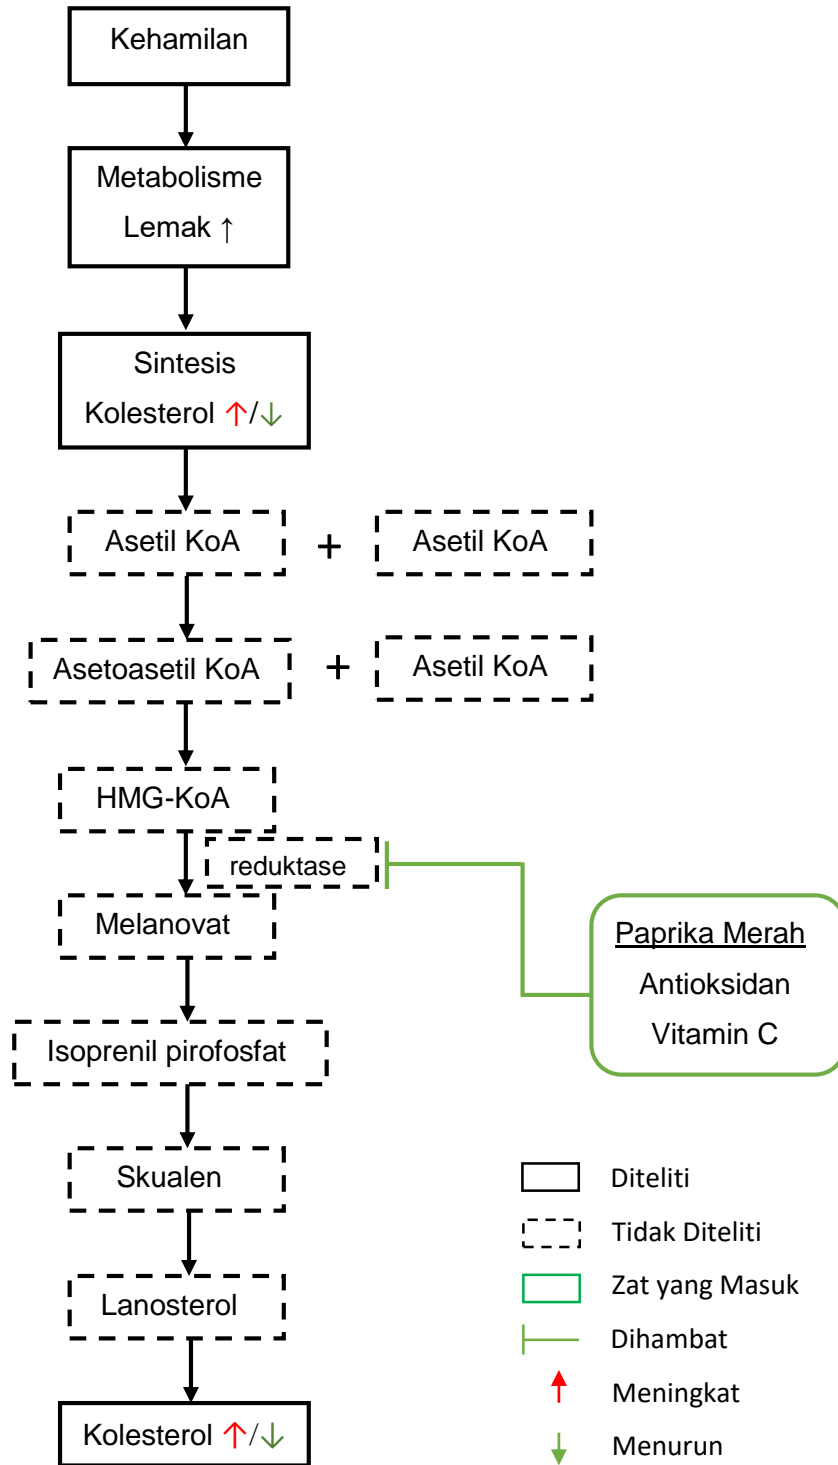 Kehamilan
Metabolisme
Lemak ↑
Sintesis
Kolesterol ↑/↓
Asetil KoA + Asetil KoA
Asetoasetil KoA + Asetil KoA
HMG-KoA
reduktase
Melanovat
Paprika Merah
Antioksidan
Vitamin C
Isoprenil pirofosfat
Skualen
Lanosterol
Kolesterol ↑/↓
Diteliti
Tidak Diteliti
Zat yang Masuk
Dihambat
Meningkat
Menurun